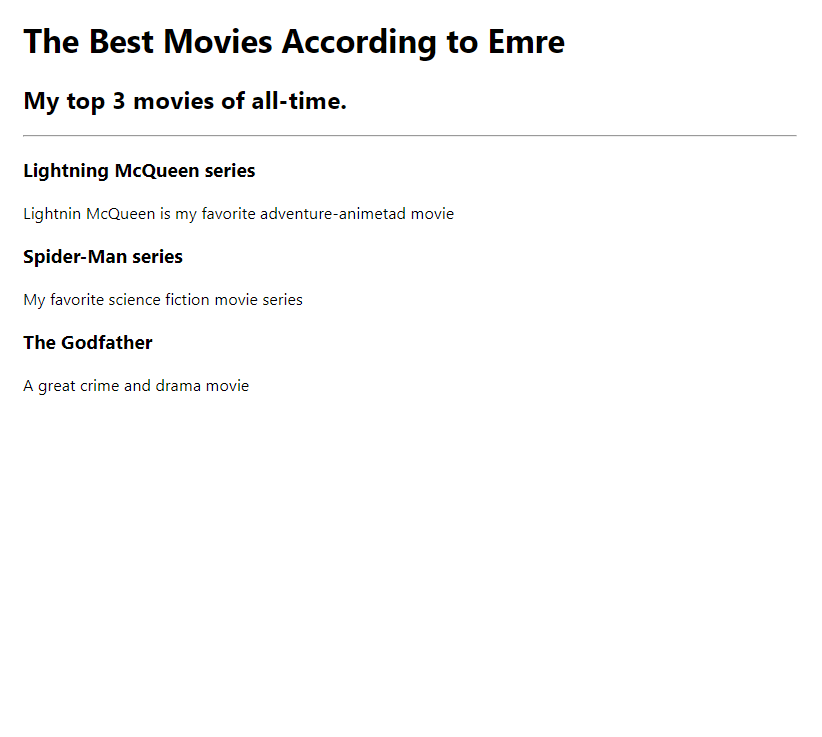 The Best Movies According to Emre
My top 3 movies of all-time.
Lightning McQueen series
Lightnin McQueen is my favorite adventure-animetad movie
Spider-Man series
My favorite science fiction movie series
The Godfather
A great crime and drama movie